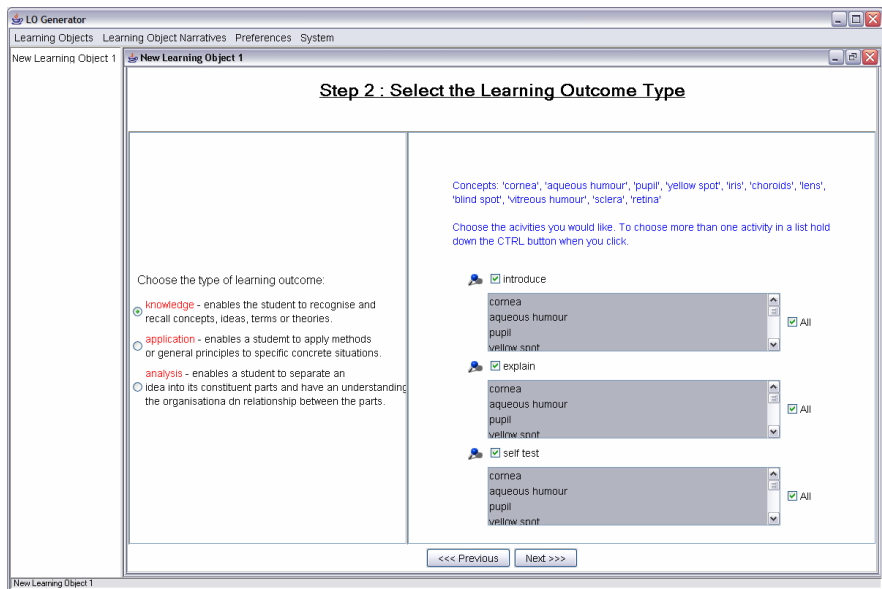 LO Generator
Learning Objects Learning Object Narratives Preferences System
New Learning Object 1
New Learning Object 1
Step 2 : Select the Learning Outcome Type
Choose the type of learning outcome:
knowledge - enables the student to recognise and
recall concepts, ideas, terms or theories.
application - enables a studemt to apply methods
or general principles to specific concrete situations.
analysis - enables a student to separate an
idea into its constituent parts and have an understanding
the organisationa dn relationship between the parts.
Concepts: 'cornea', 'aqueous humour', 'pupil', 'yellow spot', 'iris', 'choroids', 'lens',
'blind spot', 'vitreous humour', 'sclera', 'retina'
Choose the acivities you would like. To choose more than one activity in a list hold
down the CTRL button when you click.
introduce
cornea
aqueous humour
pupil
yellow spot
All
explain
cornea
aqueous humour
pupil
yellow spot
All
self test
cornea
aqueous humour
pupil
yellow spot
All
<<< Previous Next >>>
New Learning Object 1